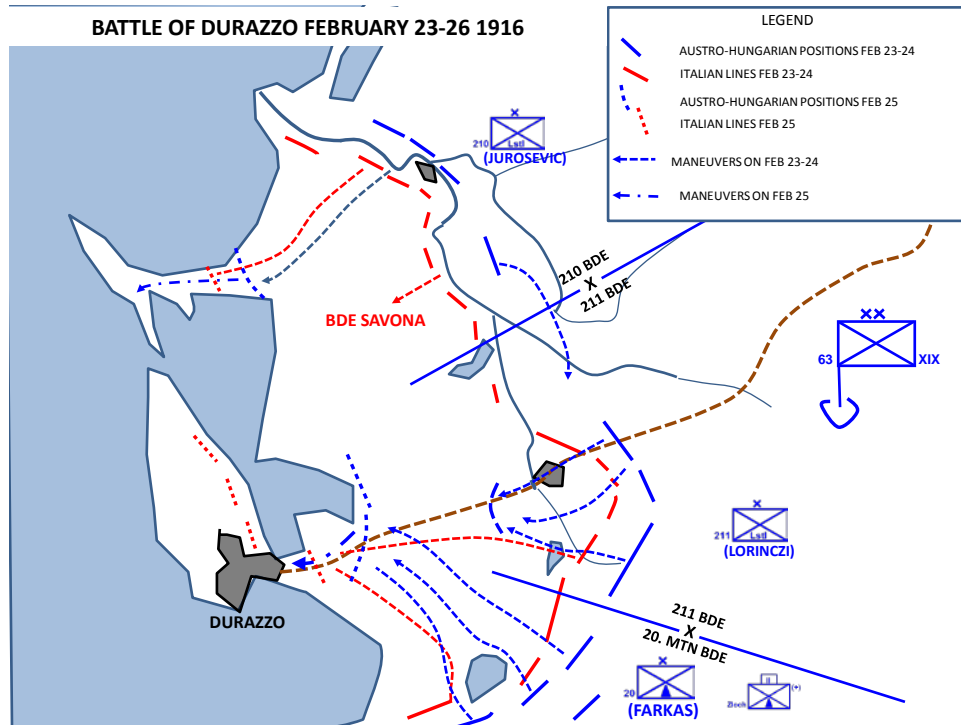 BATTLE OF DURAZZO FEBRUARY 23-26 1916
LEGEND
AUSTRO-HUNGARIAN POSITIONS FEB 23-24
ITALIAN LINES FEB 23-24
AUSTRO-HUNGARIAN POSITIONS FEB 25
ITALIAN LINES FEB 25
MANEUVERS ON FEB 23-24
MANEUVERS ON FEB 25
X
210
Lstl
(JUROSEVIC)
210 BDE
X
211 BDE
BDE SAVONA
XX
63
XIX
X
211
Lstl
(LORINCZI)
DURAZZO
211 BDE
X
20. MTN BDE
X
20
(FARKAS)
II
(+)